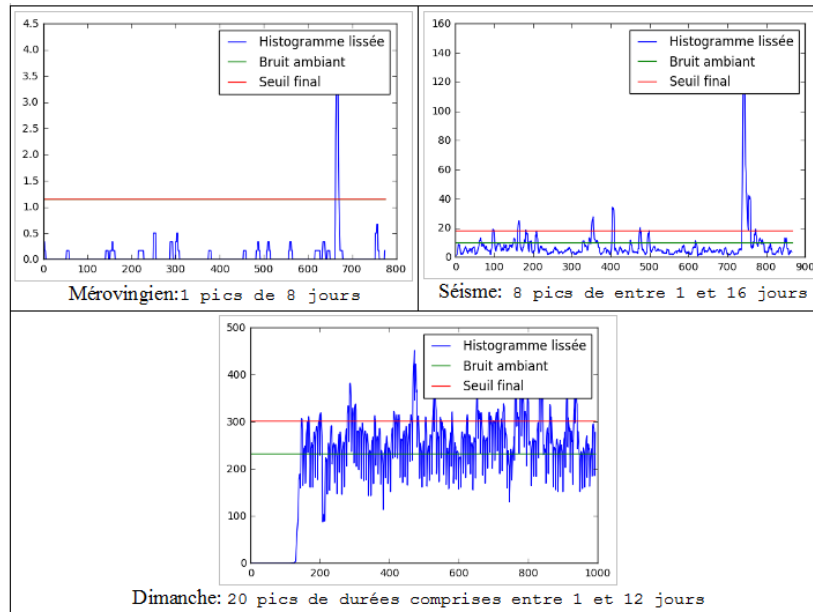 4.5
4.0
3.5
3.0
2.5
2.0
1.5
1.0
0.5
0.0
0 100 200 300 400 500 600 700 800
Histogramme lissée
Bruit ambiant
Seuil final
Mérovingien:1 pics de 8 jours
160
140
120
100
80
60
40
20
0
0 100 200 300 400 500 600 700 800 900
Histogramme lissée
Bruit ambiant
Seuil final
Séisme: 8 pics de entre 1 et 16 jours
500
400
300
200
100
0
0 200 400 600 800 1000
Histogramme lissée
Bruit ambiant
Seuil final
Dimanche: 20 pics de durées comprises entre 1 et 12 jours